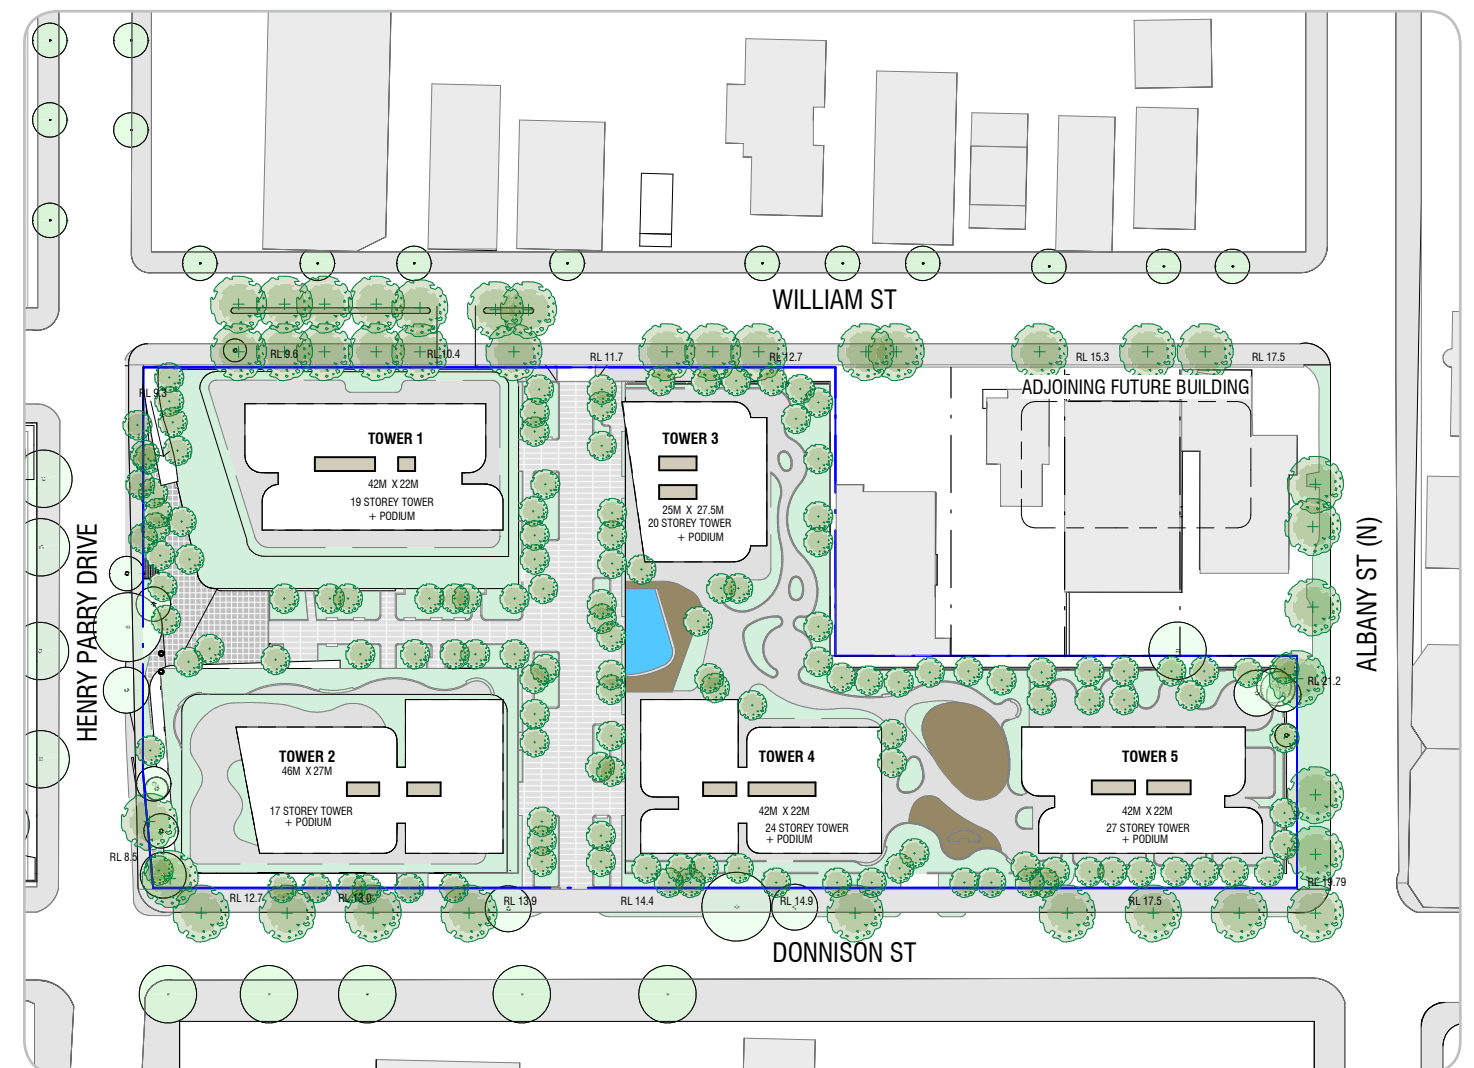 WILLIAM ST
RL 9.6
RL 10.4
RL 11.7
RL 12.7
RL 15.3
RL 17.5
ADJOINING FUTURE BUILDING
RL 9.3
TOWER 1
42M X 22M
19 STOREY TOWER
+ PODIUM
TOWER 3
25M X 27.5M
20 STOREY TOWER
+ PODIUM
HENRY PARRY DRIVE
ALBANY ST (N)
RL 21.2
TOWER 2
46M X 27M
17 STOREY TOWER
+ PODIUM
TOWER 4
42M X 22M
24 STOREY TOWER
+ PODIUM
TOWER 5
42M X 22M
27 STOREY TOWER
+ PODIUM
RL 8.5
RL 19.79
RL 12.7
RL 13.0
RL 13.9
RL 14.4
RL 14.9
RL 17.5
DONNISON ST